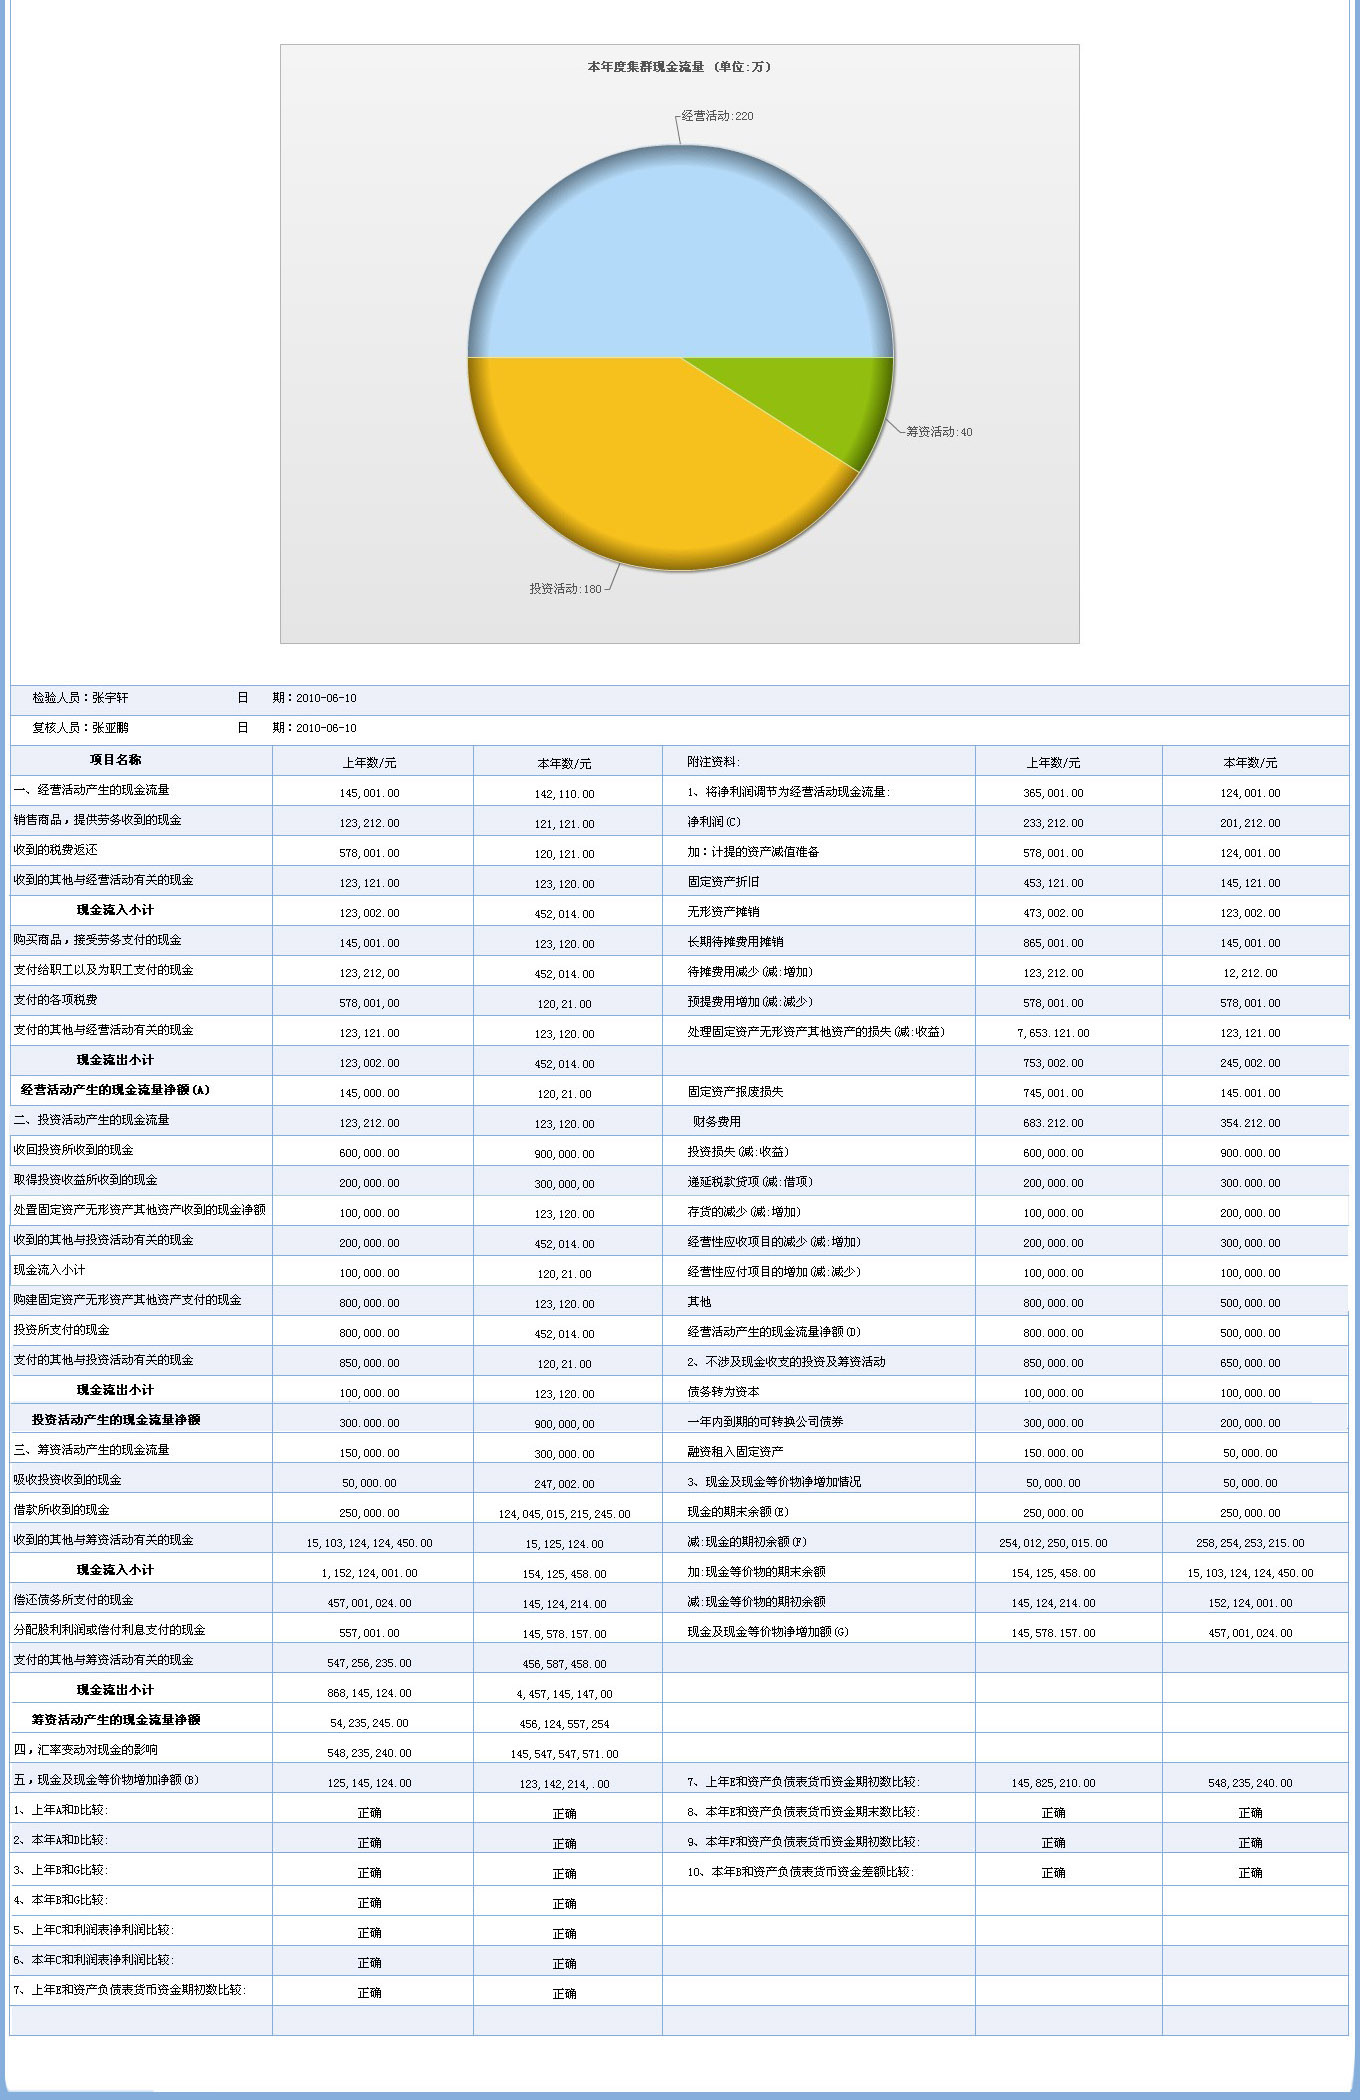 本年度集群现金流量 (单位:万)
经营活动:220
筹资活动:40
投资活动:180
检验人员：张宇轩 日 期：2010-06-10
复核人员：张亚鹏 日 期：2010-06-10
项目名称 上年数/元 本年数/元 附注资料: 上年数/元 本年数/元
一、经营活动产生的现金流量 145,001.00 142,110.00 1、将净利润调节为经营活动现金流量: 365,001.00 124,001.00
销售商品，提供劳务收到的现金 123,212.00 121,121.00 净利润(C) 233,212.00 201,212.00
收到的税费返还 578,001.00 120,121.00 加：计提的资产减值准备 578,001.00 124,001.00
收到的其他与经营活动有关的现金 123,121.00 123,120.00 固定资产折旧 453,121.00 145,121.00
现金流入小计 123,002.00 452,014.00 无形资产摊销 473,002.00 123,002.00
购买商品，接受劳务支付的现金 145,001.00 123,120.00 长期待摊费用摊销 865,001.00 145,001.00
支付给职工以及为职工支付的现金 123,212,00 452,014.00 待摊费用减少(减:增加) 123,212.00 12,212.00
支付的各项税费 578,001,00 120,21.00 预提费用增加(减:减少) 578,001.00 578,001.00
支付的其他与经营活动有关的现金 123,121.00 123,120.00 处理固定资产无形资产其他资产的损失(减:收益) 7,653.121.00 123,121.00
现金流出小计 123,002.00 452,014.00 753,002.00 245,002.00
经营活动产生的现金流量净额(A) 145,000.00 120,21.00 固定资产报废损失 745,001.00 145.001.00
二、投资活动产生的现金流量 123,212.00 123,120.00 财务费用 683.212.00 354.212.00
收回投资所收到的现金 600,000.00 900,000.00 投资损失(减:收益) 600,000.00 900.000.00
取得投资收益所收到的现金 200,000.00 300,000,00 递延税款贷项(减:借项) 200,000.00 300.000.00
处置固定资产无形资产其他资产收到的现金净额 100,000.00 123,120.00 存货的减少(减:增加) 100,000.00 200,000.00
收到的其他与投资活动有关的现金 200,000.00 452,014.00 经营性应收项目的减少(减:增加) 200,000.00 300,000.00
现金流入小计 100,000.00 120,21.00 经营性应付项目的增加(减:减少) 100,000.00 100,000.00
购建固定资产无形资产其他资产支付的现金 800,000.00 123,120.00 其他 800,000.00 500,000.00
投资所支付的现金 800,000.00 452,014.00 经营活动产生的现金流量净额(D) 800.000.00 500,000.00
支付的其他与投资活动有关的现金 850,000.00 120,21.00 2、不涉及现金收支的投资及筹资活动 850,000.00 650,000.00
现金流出小计 100,000.00 123,120.00 债务转为资本 100,000.00 100,000.00
投资活动产生的现金流量净额 300.000.00 900,000,00 一年内到期的可转换公司债券 300,000.00 200,000.00
三、筹资活动产生的现金流量 150,000.00 300,000.00 融资租入固定资产 150.000.00 50,000.00
吸收投资收到的现金 50,000.00 247,002.00 3、现金及现金等价物净增加情况 50,000.00 50,000.00
借款所收到的现金 250,000.00 124,045,015,215,245.00 现金的期末余额(E) 250,000.00 250,000.00
收到的其他与筹资活动有关的现金 15,103,124,124,450.00 15,125,124.00 减:现金的期初余额(F) 254,012,250,015.00 258,254,253,215.00
现金流入小计 1,152,124,001.00 154,125,458.00 加:现金等价物的期末余额 154,125,458.00 15,103,124,124,450.00
偿还债务所支付的现金 457,001,024.00 145,124,214.00 减:现金等价物的期初余额 145,124,214.00 152,124,001.00
分配股利利润或偿付利息支付的现金 557,001.00 145,578.157.00 现金及现金等价物净增加额(G) 145,578.157.00 457,001,024.00
支付的其他与筹资活动有关的现金 547,256,235.00 456,587,458.00
现金流出小计 868,145,124.00 4,457,145,147,00
筹资活动产生的现金流量净额 54,235,245.00 456,124,557,254
四，汇率变动对现金的影响 548,235,240.00 145,547,547,571.00
五，现金及现金等价物增加净额(B) 125,145,124.00 123,142,214,.00 7、上年E和资产负债表货币资金期初数比较: 145,825,210.00 548,235,240.00
1、上年A和D比较: 正确 正确 8、本年E和资产负债表货币资金期末数比较: 正确 正确
2、本年A和D比较: 正确 正确 9、本年F和资产负债表货币资金期初数比较: 正确 正确
3、上年B和G比较: 正确 正确 10、本年B和资产负债表货币资金差额比较: 正确 正确
4、本年B和G比较: 正确 正确
5、上年C和利润表净利润比较: 正确 正确
6、本年C和利润表净利润比较: 正确 正确
7、上年E和资产负债表货币资金期初数比较: 正确 正确